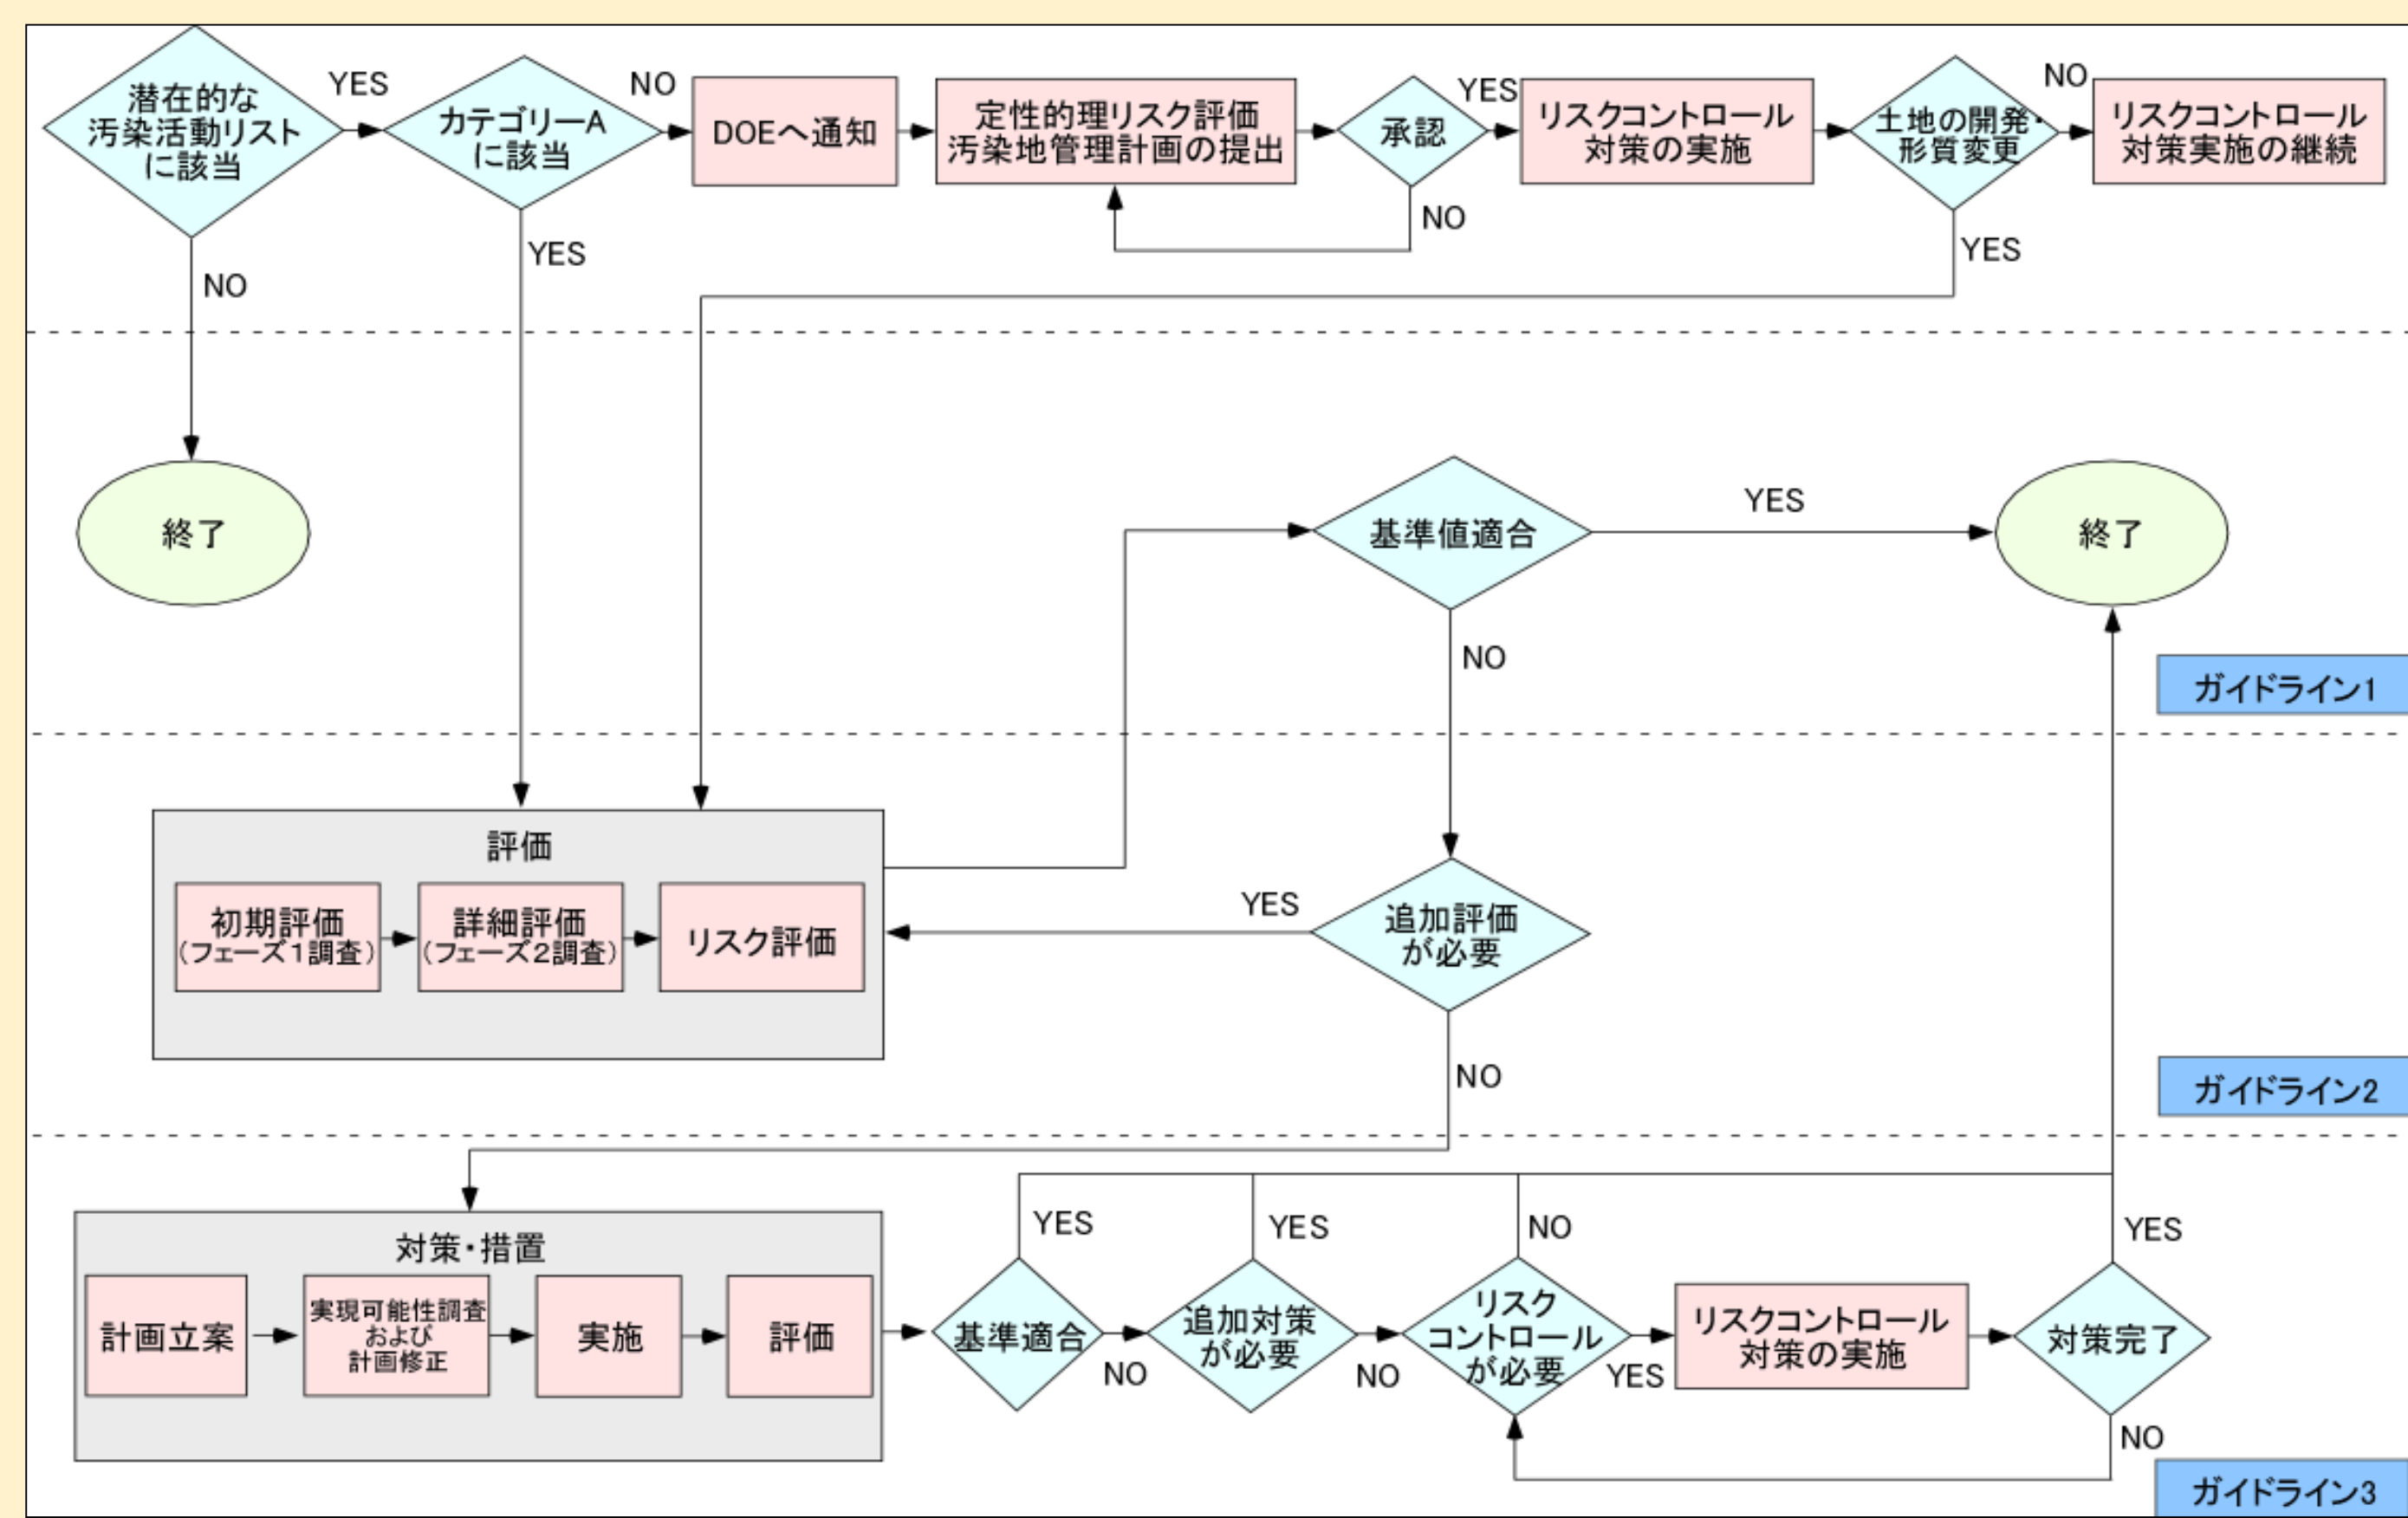 潜在的な
汚染活動リスト
に該当
YES
カテゴリーA
に該当
NO
DOEへ通知
定性的理リスク評価
汚染地管理計画の提出
承認
YES
リスクコントロール
対策の実施
土地の開発・
形質変更
NO
リスクコントロール
対策実施の継続
NO
YES
NO
YES
終了
基準値適合
YES
終了
NO
ガイドライン1
評価
初期評価
(フェーズ1調査)
詳細評価
(フェーズ2調査)
リスク評価
YES
追加評価
が必要
NO
ガイドライン2
対策・措置
計画立案
実現可能性調査
および
計画修正
実施
評価
YES
基準適合
NO
YES
追加対策
が必要
NO
NO
リスク
コントロール
が必要
YES
リスクコントロール
対策の実施
YES
対策完了
NO
ガイドライン3